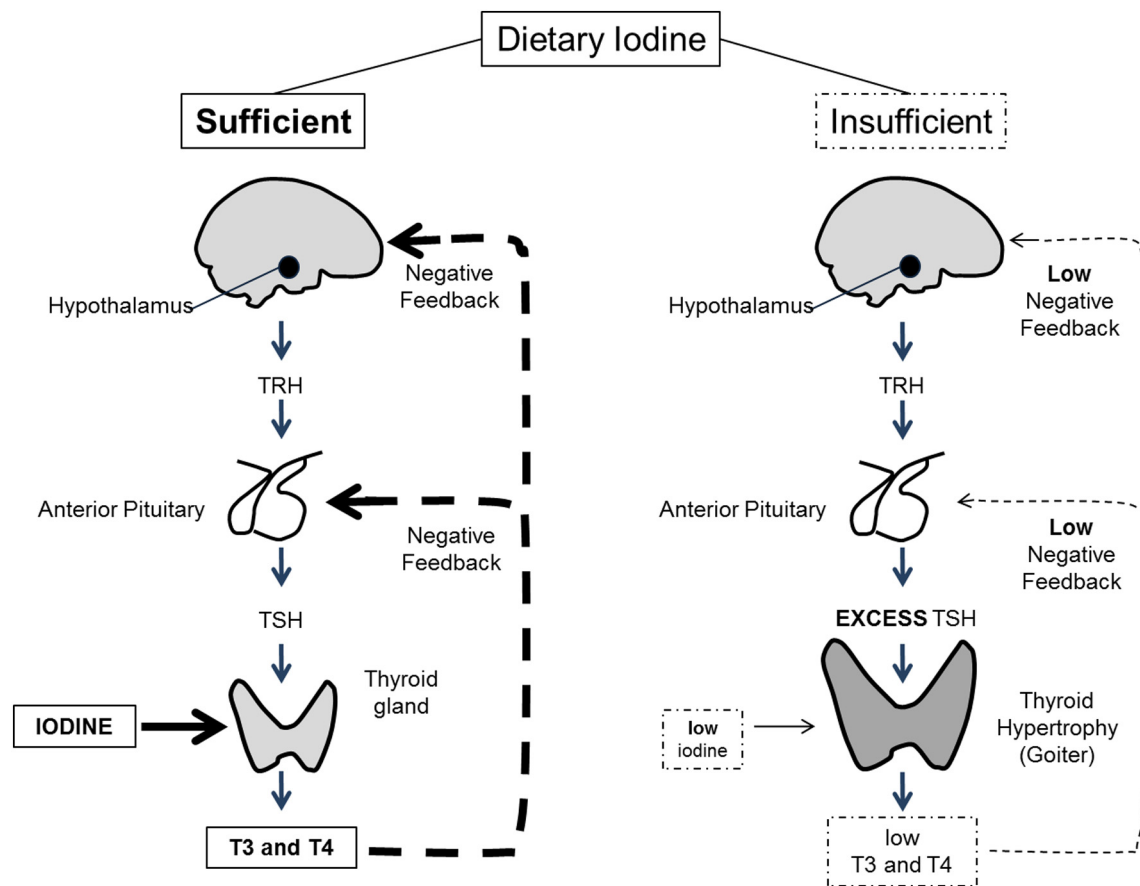 Dietary Iodine
Sufficient
Negative
Feedback
Hypothalamus
TRH
Anterior Pituitary
Negative
Feedback
TSH
Thyroid
gland
IODINE
T3 and T4
Insufficient
Low
Negative
Feedback
Hypothalamus
TRH
Anterior Pituitary
Low
Negative
Feedback
EXCESS TSH
Thyroid
Hypertrophy
(Goiter)
low
iodine
low
T3 and T4